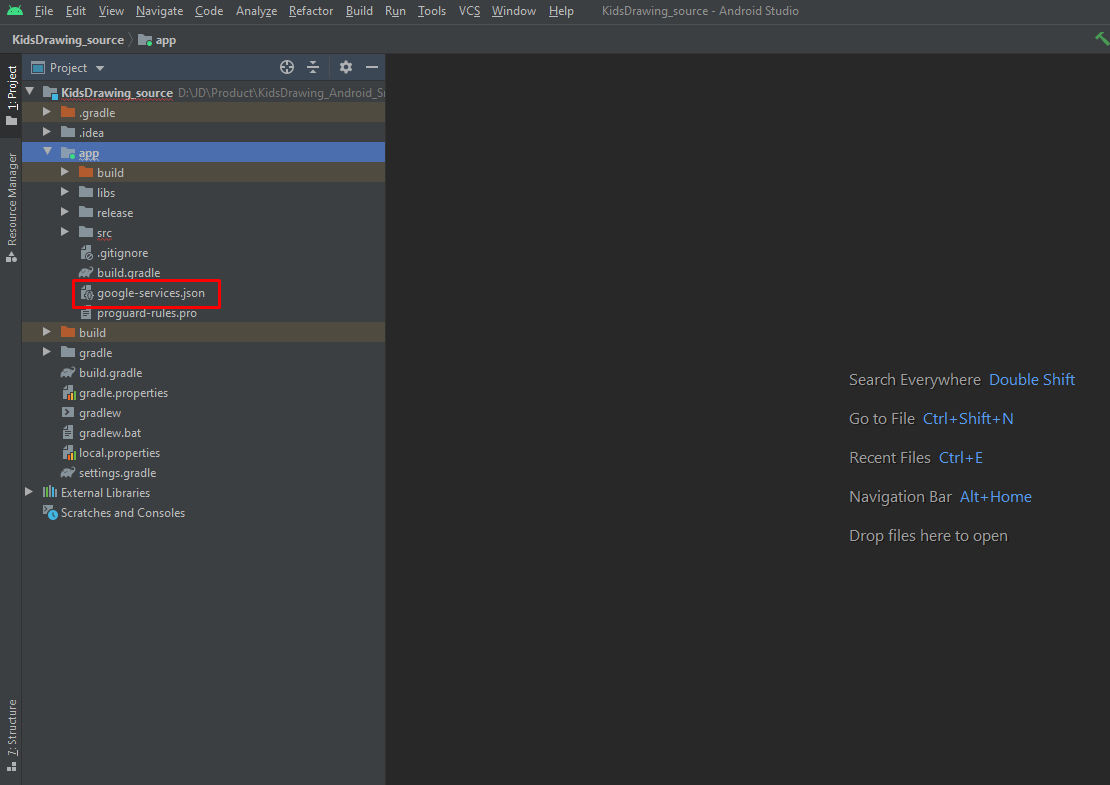 File Edit View Navigate Code Analyze Refactor Build Run Tools VCS Window Help KidsDrawing_source - Android Studio
KidsDrawing_source app
1: Project
Resource Manager
7: Structure
Project
KidsDrawing_source D:\JD\Product\KidsDrawing_Android_S
.gradle
.idea
app
build
libs
release
src
.gitignore
build.gradle
google-services.json
proguard-rules.pro
build
gradle
build.gradle
gradle.properties
gradlew
gradlew.bat
local.properties
settings.gradle
External Libraries
Scratches and Consoles
Search Everywhere Double Shift
Go to File Ctrl+Shift+N
Recent Files Ctrl+E
Navigation Bar Alt+Home
Drop files here to open